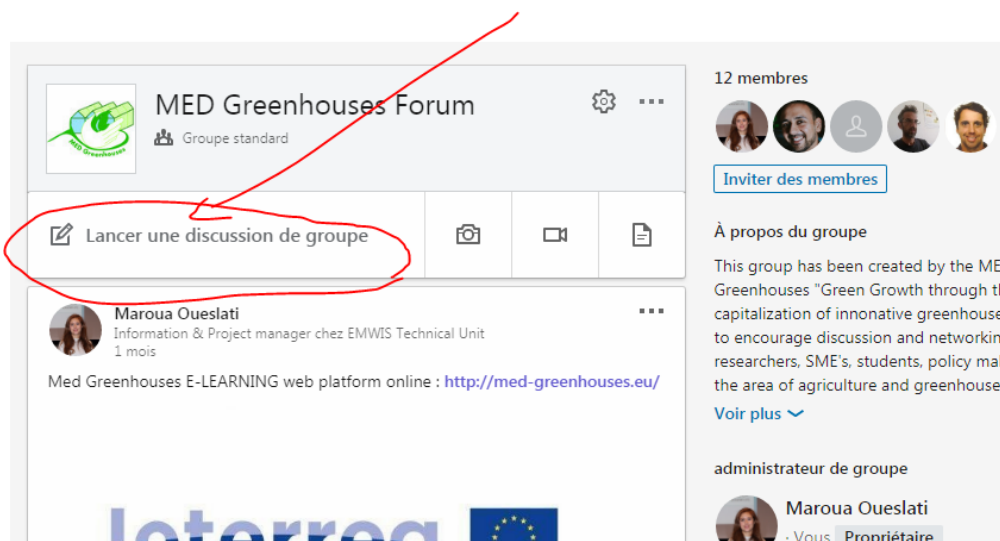 MED Greenhouses Forum
Groupe standard
MED Greenhouses
Lancer une discussion de groupe
Maroua Oueslati
Information & Project manager chez EMWIS Technical Unit
1 mois
Med Greenhouses E-LEARNING web platform online : http://med-greenhouses.eu/
Interreg
12 membres
Inviter des membres
À propos du groupe
This group has been created by the ME
Greenhouses "Green Growth through th
capitalization of innonative greenhouse
to encourage discussion and networkin
researchers, SME's, students, policy mal
the area of agriculture and greenhouse
Voir plus
administrateur de groupe
Maroua Oueslati
· Vous Propriétaire